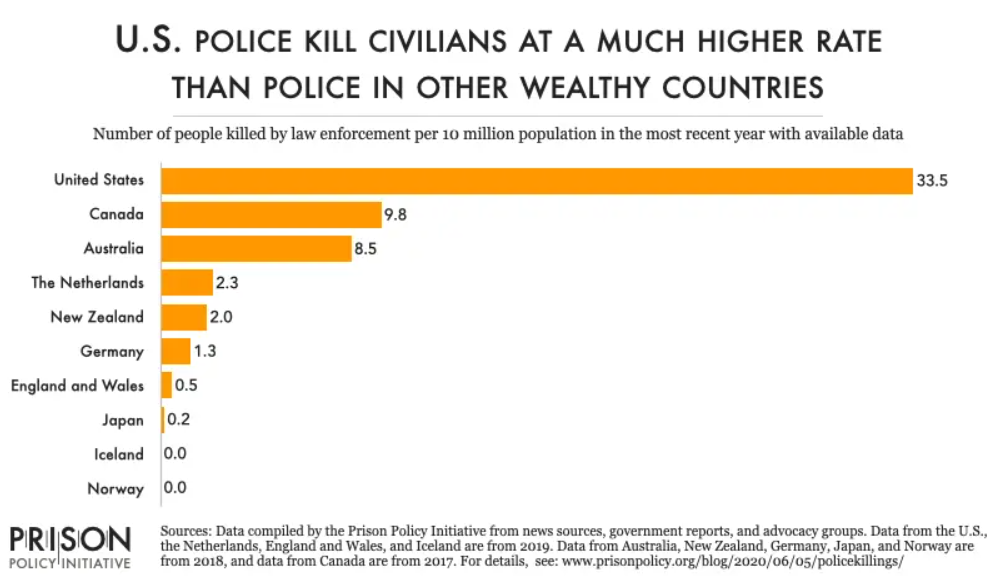 U.S. POLICE KILL CIVILIANS AT A MUCH HIGHER RATE
THAN POLICE IN OTHER WEALTHY COUNTRIES
Number of people killed by law enforcement per 10 million population in the most recent year with available data
United States 33.5
Canada 9.8
Australia 8.5
The Netherlands 2.3
New Zealand 2.0
Germany 1.3
England and Wales 0.5
Japan 0.2
Iceland 0.0
Norway 0.0
PRISON
POLICY INITIATIVE
Sources: Data compiled by the Prison Policy Initiative from news sources, government reports, and advocacy groups. Data from the U.S.,
the Netherlands, England and Wales, and Iceland are from 2019. Data from Australia, New Zealand, Germany, Japan, and Norway are
from 2018, and data from Canada are from 2017. For details, see: www.prisonpolicy.org/blog/2020/06/05/policekillings/